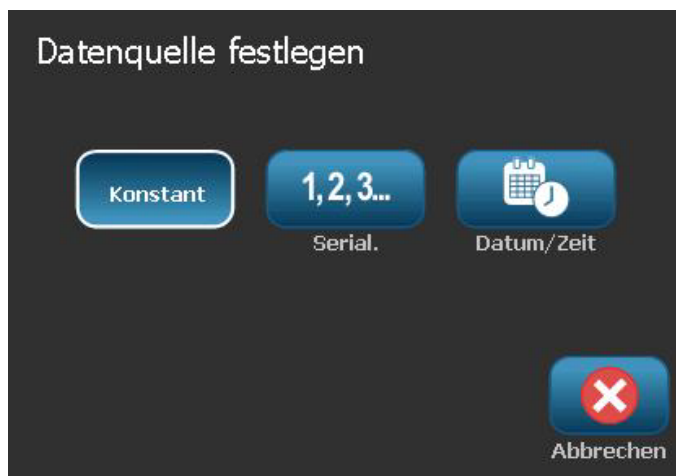 Datenquelle festlegen
Konstant
1, 2, 3...
Serial.
Datum/Zeit
Abbrechen